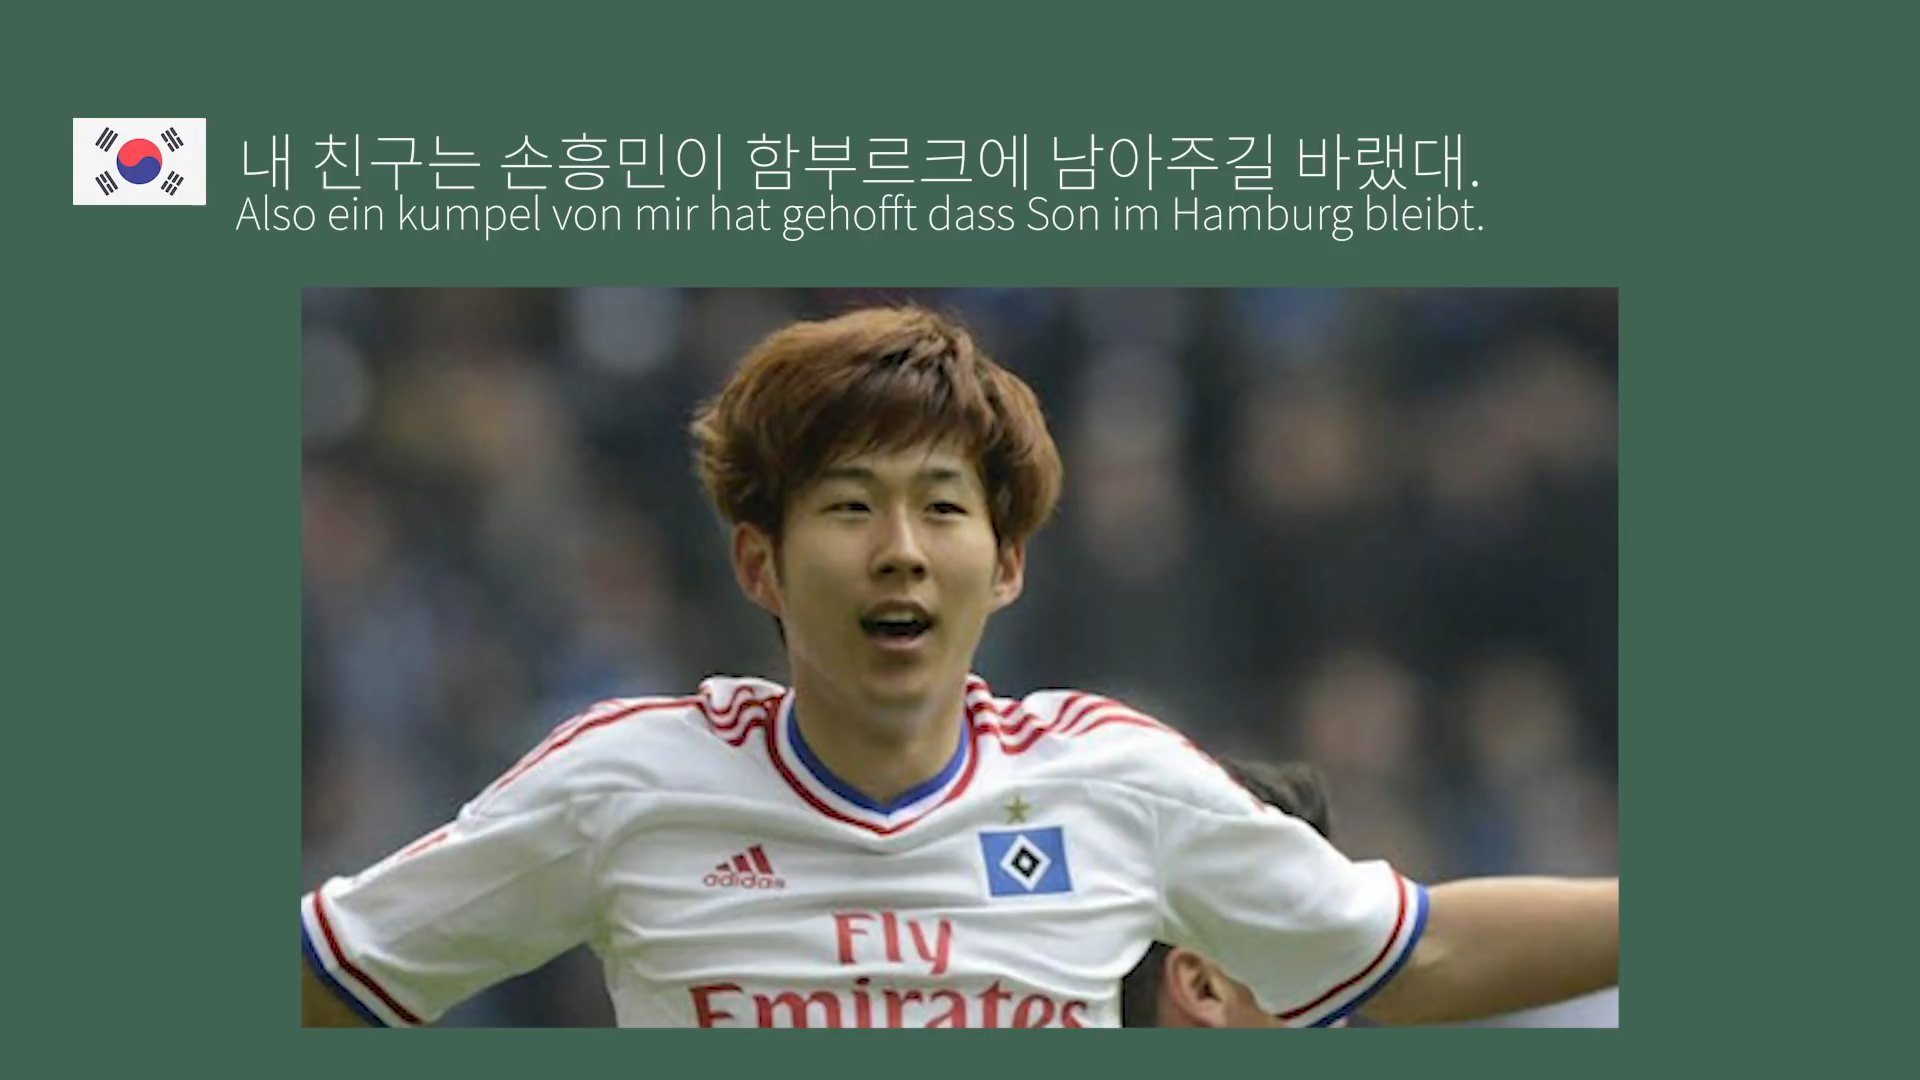 내 친구는 손흥민이 함부르크에 남아주길 바랬대.
Also ein kumpel von mir hat gehofft dass Son im Hamburg bleibt.
adidas
Fly
Emirates